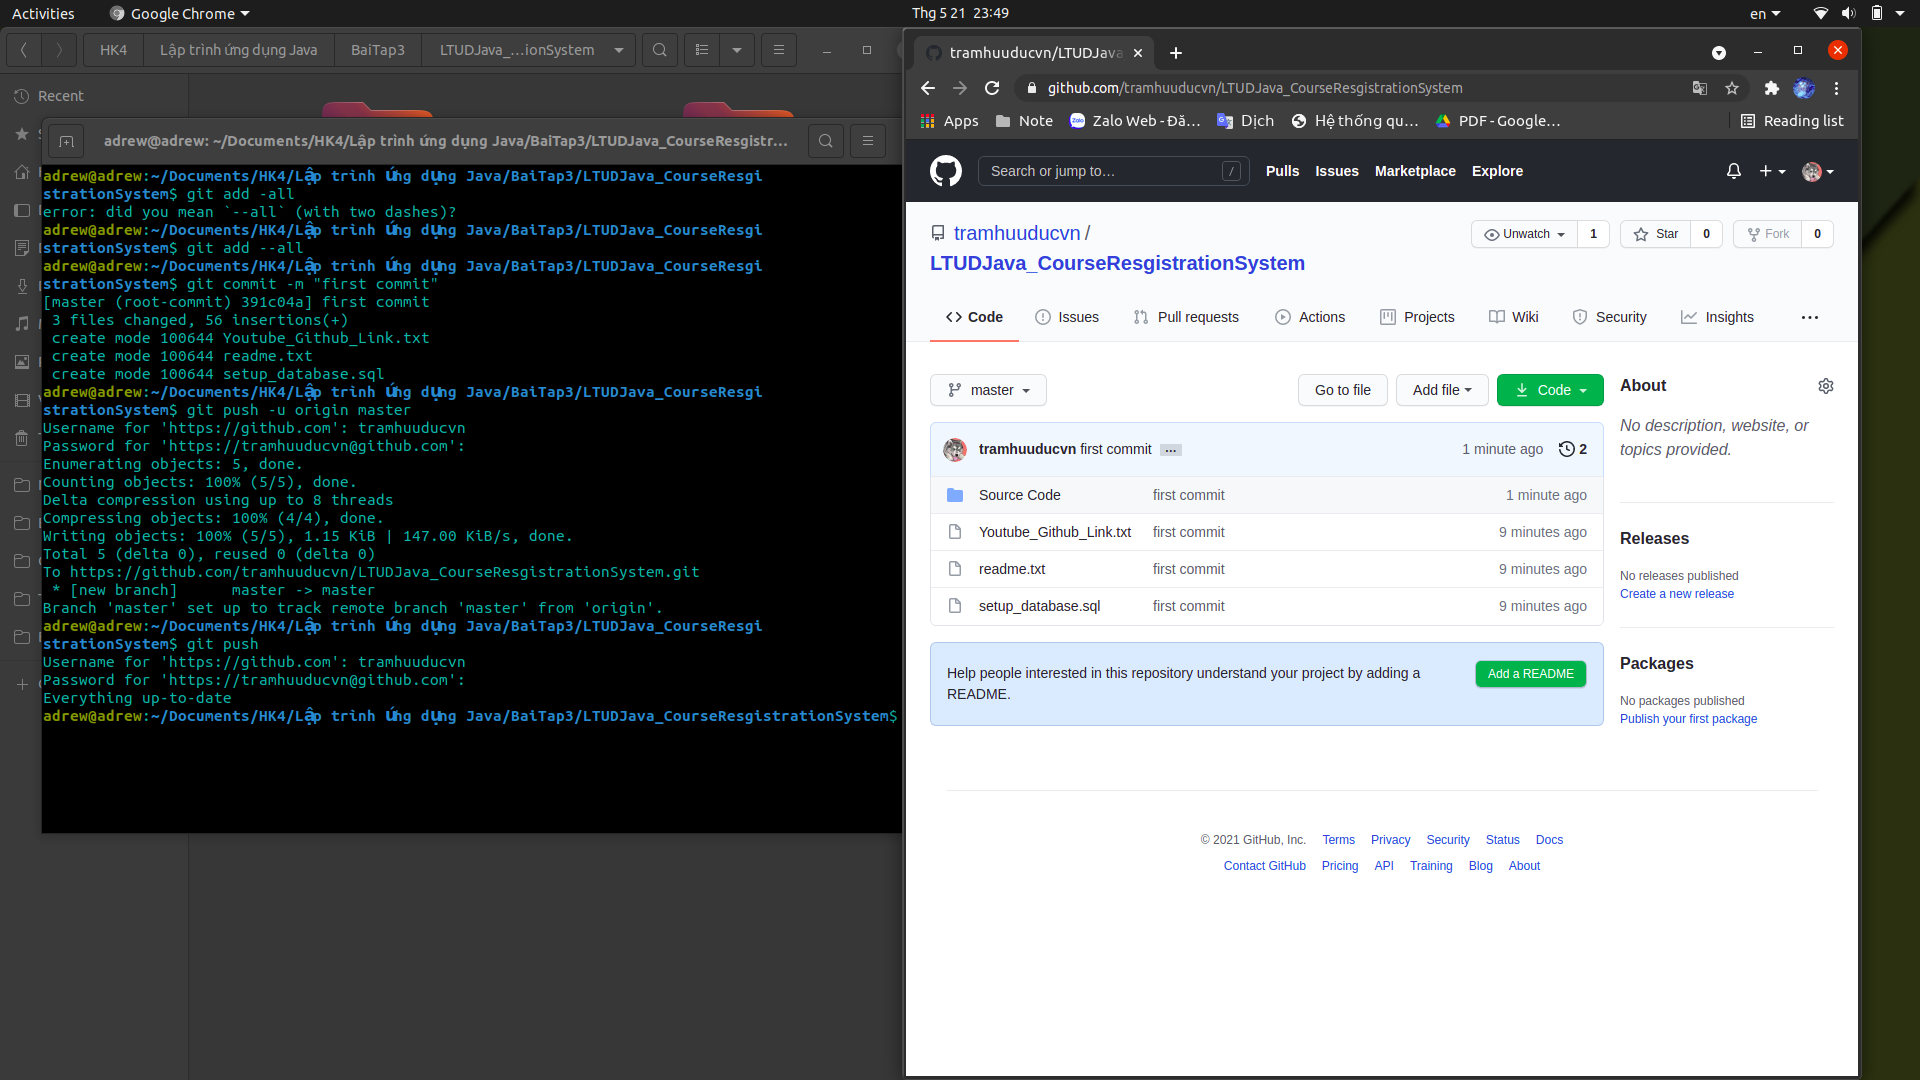 Activities
Google Chrome
Thg 5 21 23:49
en
HK4
Lập trình ứng dụng Java
BaiTap3
LTUDJava_...ionSystem
Recent
adrew@adrew: ~/Documents/HK4/Lập trình ứng dụng Java/BaiTap3/LTUDJava_CourseResgistr...
adrew@adrew:~/Documents/HK4/Lập trình ứng dụng Java/BaiTap3/LTUDJava_CourseResgi
strationSystem$ git add -all
error: did you mean `--all` (with two dashes)?
adrew@adrew:~/Documents/HK4/Lập trình ứng dụng Java/BaiTap3/LTUDJava_CourseResgi
strationSystem$ git add --all
adrew@adrew:~/Documents/HK4/Lập trình ứng dụng Java/BaiTap3/LTUDJava_CourseResgi
strationSystem$ git commit -m "first commit"
[master (root-commit) 391c04a] first commit
3 files changed, 56 insertions(+)
create mode 100644 Youtube_Github_Link.txt
create mode 100644 readme.txt
create mode 100644 setup_database.sql
adrew@adrew:~/Documents/HK4/Lập trình ứng dụng Java/BaiTap3/LTUDJava_CourseResgi
strationSystem$ git push -u origin master
Username for 'https://github.com': tramhuuducvn
Password for 'https://tramhuuducvn@github.com':
Enumerating objects: 5, done.
Counting objects: 100% (5/5), done.
Delta compression using up to 8 threads
Compressing objects: 100% (4/4), done.
Writing objects: 100% (5/5), 1.15 KiB | 147.00 KiB/s, done.
Total 5 (delta 0), reused 0 (delta 0)
To https://github.com/tramhuuducvn/LTUDJava_CourseResgistrationSystem.git
* [new branch]      master -> master
Branch 'master' set up to track remote branch 'master' from 'origin'.
adrew@adrew:~/Documents/HK4/Lập trình ứng dụng Java/BaiTap3/LTUDJava_CourseResgi
strationSystem$ git push
Username for 'https://github.com': tramhuuducvn
Password for 'https://tramhuuducvn@github.com':
Everything up-to-date
adrew@adrew:~/Documents/HK4/Lập trình ứng dụng Java/BaiTap3/LTUDJava_CourseResgistrationSystem$
tramhuuducvn/LTUDJava
github.com/tramhuuducvn/LTUDJava_CourseResgistrationSystem
Apps
Note
Zalo Web - Đă...
Dịch
Hệ thống qu...
PDF - Google...
Reading list
Search or jump to...
/
Pulls
Issues
Marketplace
Explore
tramhuuducvn /
LTUDJava_CourseResgistrationSystem
Unwatch 1
Star 0
Fork 0
Code
Issues
Pull requests
Actions
Projects
Wiki
Security
Insights
...
master
Go to file
Add file
Code
tramhuuducvn first commit ...
1 minute ago
2
Source Code first commit 1 minute ago
Youtube_Github_Link.txt first commit 9 minutes ago
readme.txt first commit 9 minutes ago
setup_database.sql first commit 9 minutes ago
Help people interested in this repository understand your project by adding a
README.
Add a README
About
No description, website, or
topics provided.
Releases
No releases published
Create a new release
Packages
No packages published
Publish your first package
© 2021 GitHub, Inc. Terms Privacy Security Status Docs
Contact GitHub Pricing API Training Blog About